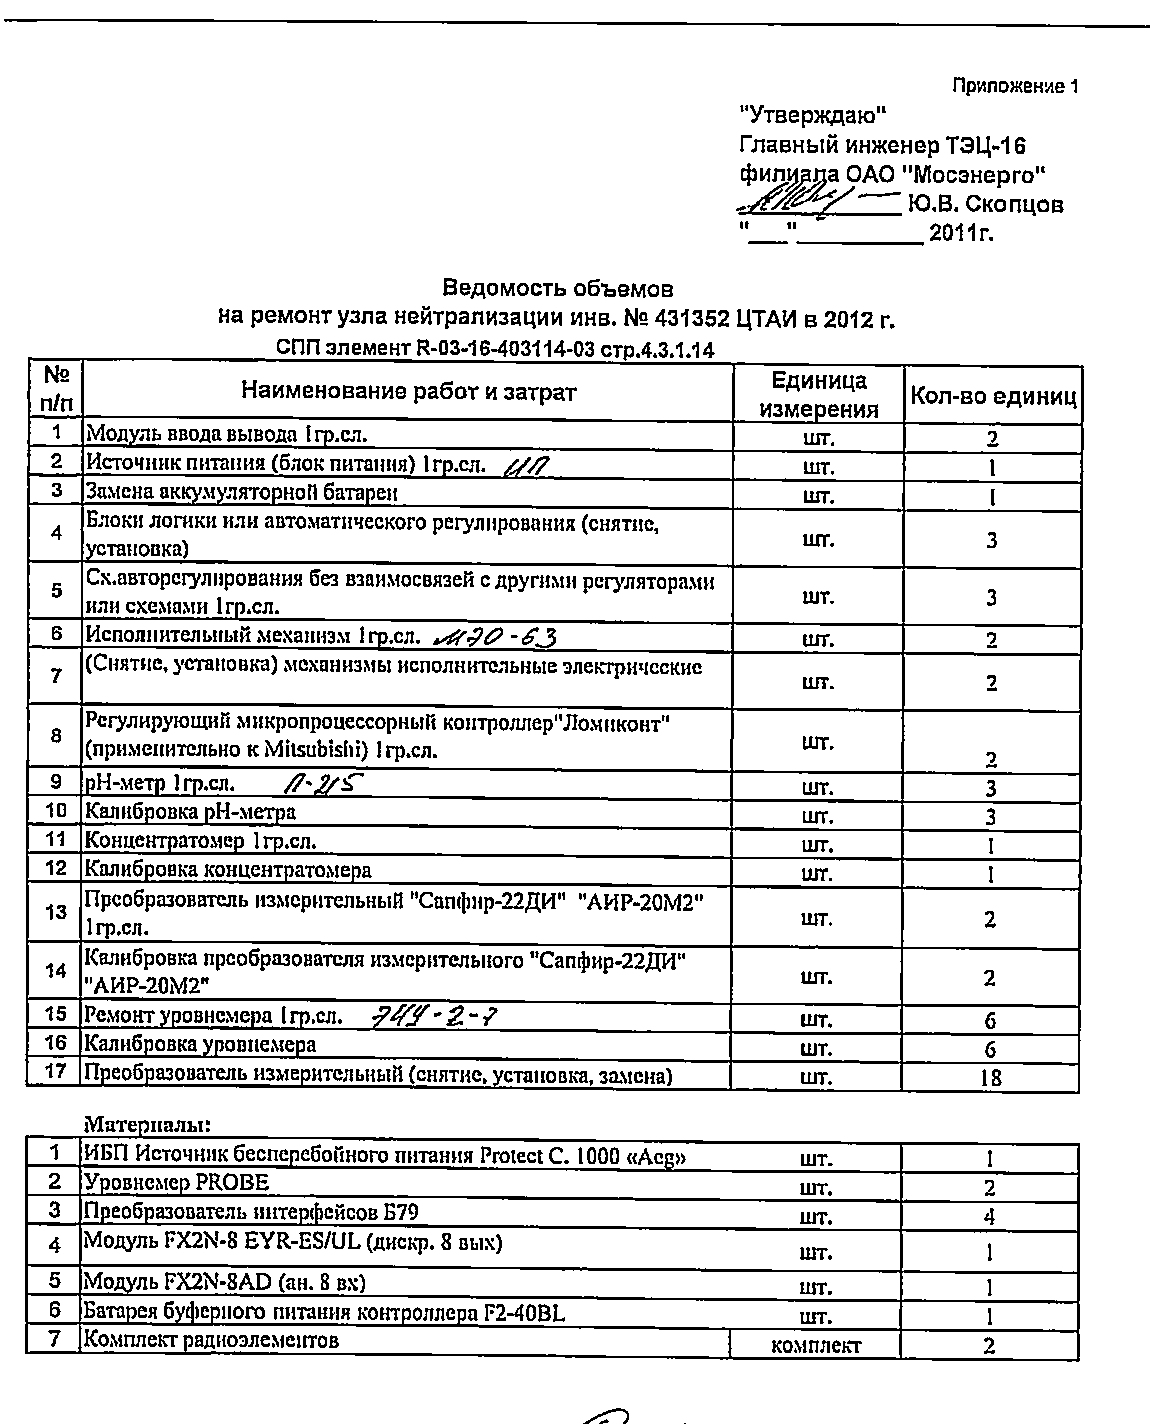 Приложение 1
"Утверждаю"
Главный инженер ТЭЦ-16
филиала ОАО "Мосэнерго"
____________ Ю.В. Скопцов
"___"__________ 2011г.
Ведомость объемов
на ремонт узла нейтрализации инв. № 431352 ЦТАИ в 2012 г.
СПП элемент R-03-16-403114-03 стр.4.3.1.14
№ п/п Наименование работ и затрат Единица измерения Кол-во единиц
1 Модуль ввода вывода 1гр.сл. шт. 2
2 Источник питания (блок питания) 1гр.сл. ИП шт. 1
3 Замена аккумуляторной батареи шт. 1
4 Блоки логики или автоматического регулирования (снятие,
установка) шт. 3
5 Сх.авторегулирования без взаимосвязей с другими регуляторами
или схемами 1гр.сл. шт. 3
6 Исполнительный механизм 1гр.сл. МЭО-63 шт. 2
7 (Снятие, установка) механизмы исполнительные электрические шт. 2
8 Регулирующий микропроцессорный контроллер"Ломиконт"
(применительно к Mitsubishi) 1гр.сл. шт. 2
9 рН-метр 1гр.сл. П-215 шт. 3
10 Калибровка рН-метра шт. 3
11 Концентратомер 1гр.сл. шт. 1
12 Калибровка концентратомера шт. 1
13 Преобразователь измерительный "Сапфир-22ДИ" "АИР-20М2"
1гр.сл. шт. 2
14 Калибровка преобразователя измерительного "Сапфир-22ДИ"
"АИР-20М2" шт. 2
15 Ремонт уровнемера 1гр.сл. шт. 6
16 Калибровка уровнемера шт. 6
17 Преобразователь измерительный (снятие, установка, замена) шт. 18
Материалы:
1 ИБП Источник бесперебойного питания Protect C. 1000 «Aeg» шт. 1
2 Уровнемер PROBE шт. 2
3 Преобразователь интерфейсов Б79 шт. 4
4 Модуль FX2N-8 EYR-ES/UL (дискр. 8 вых) шт. 1
5 Модуль FX2N-8AD (ан. 8 вх) шт. 1
6 Батарея буферного питания контроллера F2-40BL шт. 1
7 Комплект радиоэлементов комплект 2